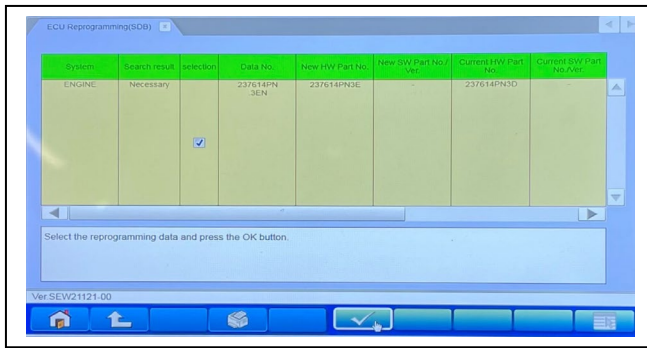 ECU Reprogramming(SDB)
System Search result selection Data No. New HW Part No. New SW Part No./ Current HW Part Current SW Part
Ver. No. No./Ver.
ENGINE Necessary 237614PN 237614PN3E - 237614PN3D -
.3EN
Select the reprogramming data and press the OK button.
Ver.SEW21121-00